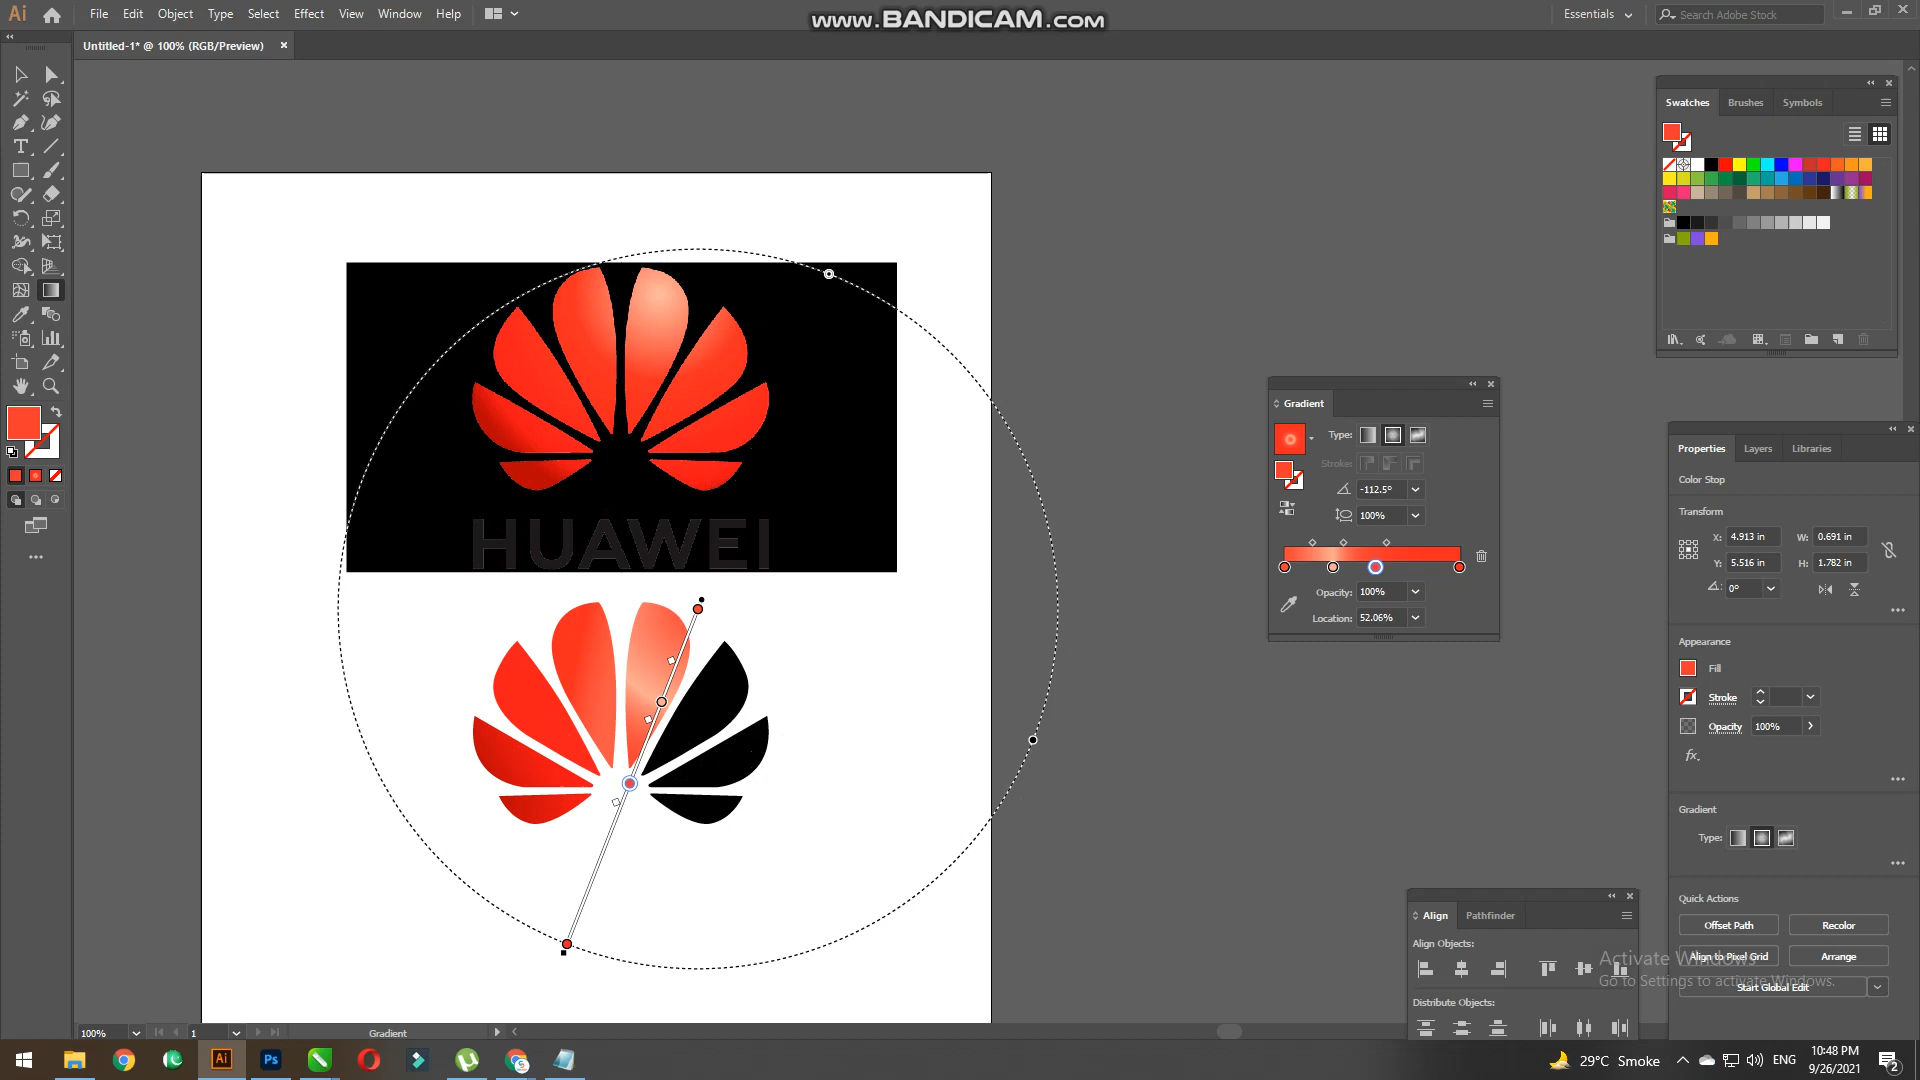 Ai File Edit Object Type Select Effect View Window Help
www.BANDICAM.com
Essentials Search Adobe Stock
Untitled-1* @ 100% (RGB/Preview)
Swatches Brushes Symbols
HUAWEI
Gradient
Type:
Stroke:
-112.5°
100%
Opacity: 100%
Location: 52.06%
Properties Layers Libraries
Color Stop
Transform
X: 4.913 in W: 0.691 in
Y: 5.516 in H: 1.782 in
0°
Appearance
Fill
Stroke
Opacity 100%
fx.
Gradient
Type:
Quick Actions
Offset Path Recolor
Align to Pixel Grid Arrange
Start Global Edit
Activate Windows
Go to Settings to activate Windows.
Align Pathfinder
Align Objects:
Distribute Objects:
100% 1 Gradient
Ai Ps 29°C Smoke ENG 10:48 PM
9/26/2021
2